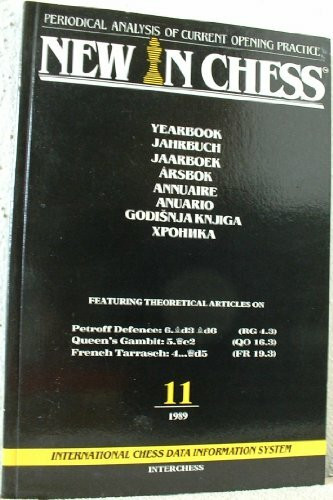 PERIODICAL ANALYSIS OF CURRENT OPENING PRACTICE
NEW IN CHESS
YEARBOOK
JAHRBUCH
JAARBOEK
ÅRSBOK
ANNUAIRE
ANUARIO
GODIŠNJA KNJIGA
ХРОНИКА
FEATURING THEORETICAL ARTICLES ON
Petroff Defence: 6.♗d3 ♗d6 (RG 4.3)
Queen's Gambit: 5.♕c2 (QO 16.3)
French Tarrasch: 4...♕d5 (FR 19.3)
11
1989
INTERNATIONAL CHESS DATA INFORMATION SYSTEM
INTERCHESS